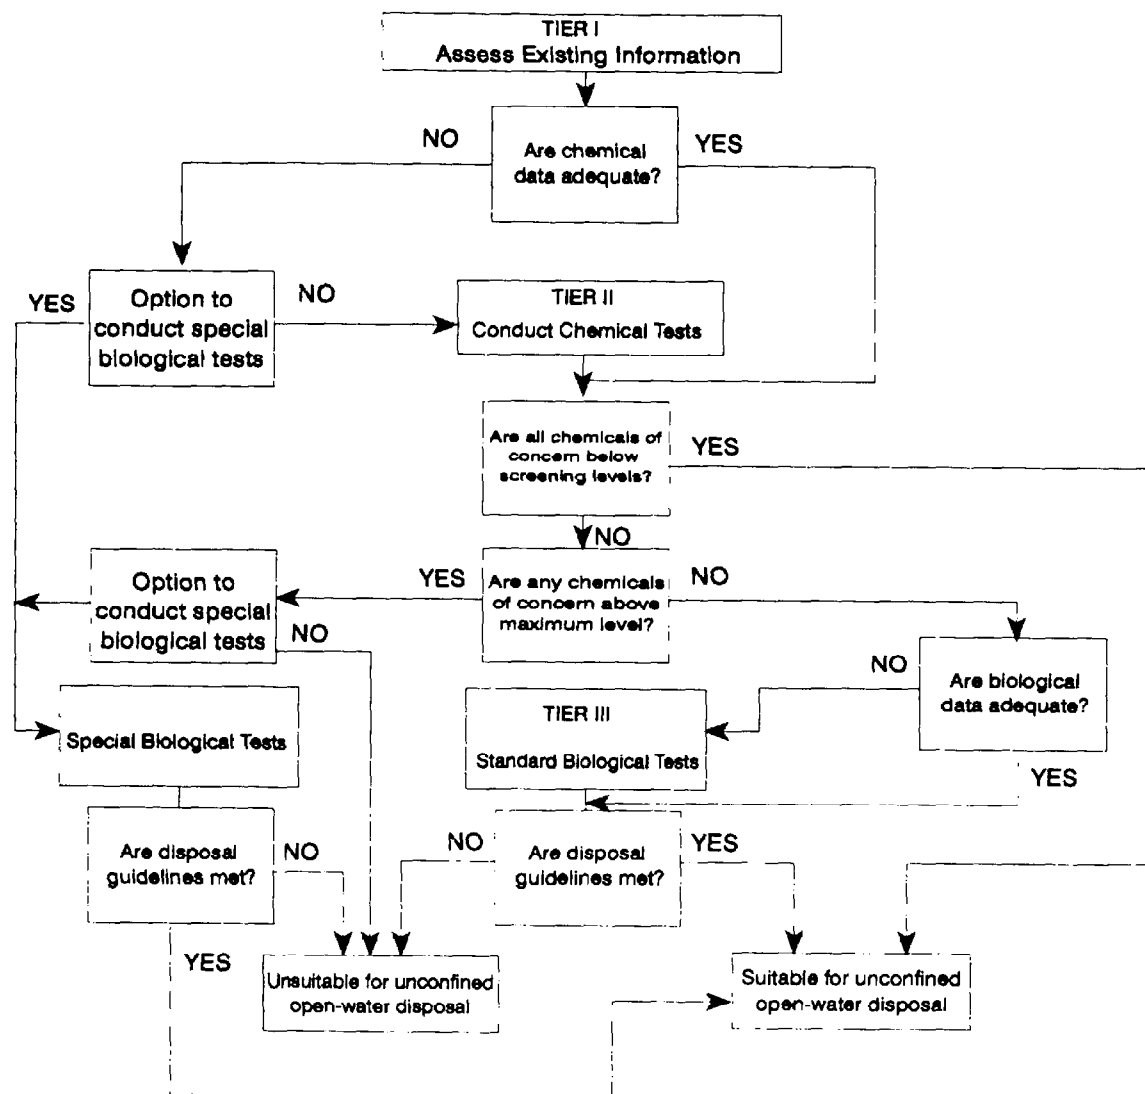 TIER I
Assess Existing Information
NO
Are chemical
data adequate?
YES
YES
Option to
conduct special
biological tests
NO
TIER II
Conduct Chemical Tests
Are all chemicals of
concern below
screening levels?
YES
NO
Option to
conduct special
biological tests
YES
Are any chemicals
of concern above
maximum level?
NO
NO
NO
Are biological
data adequate?
Special Biological Tests
TIER III
Standard Biological Tests
YES
Are disposal
guidelines met?
NO
NO
Are disposal
guidelines met?
YES
YES
Unsuitable for unconfined
open-water disposal
Suitable for unconfined
open-water disposal